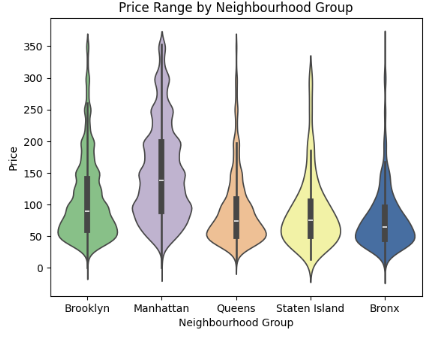 Price Range by Neighbourhood Group
Price
350
300
250
200
150
100
50
0
Brooklyn Manhattan Queens Staten Island Bronx
Neighbourhood Group